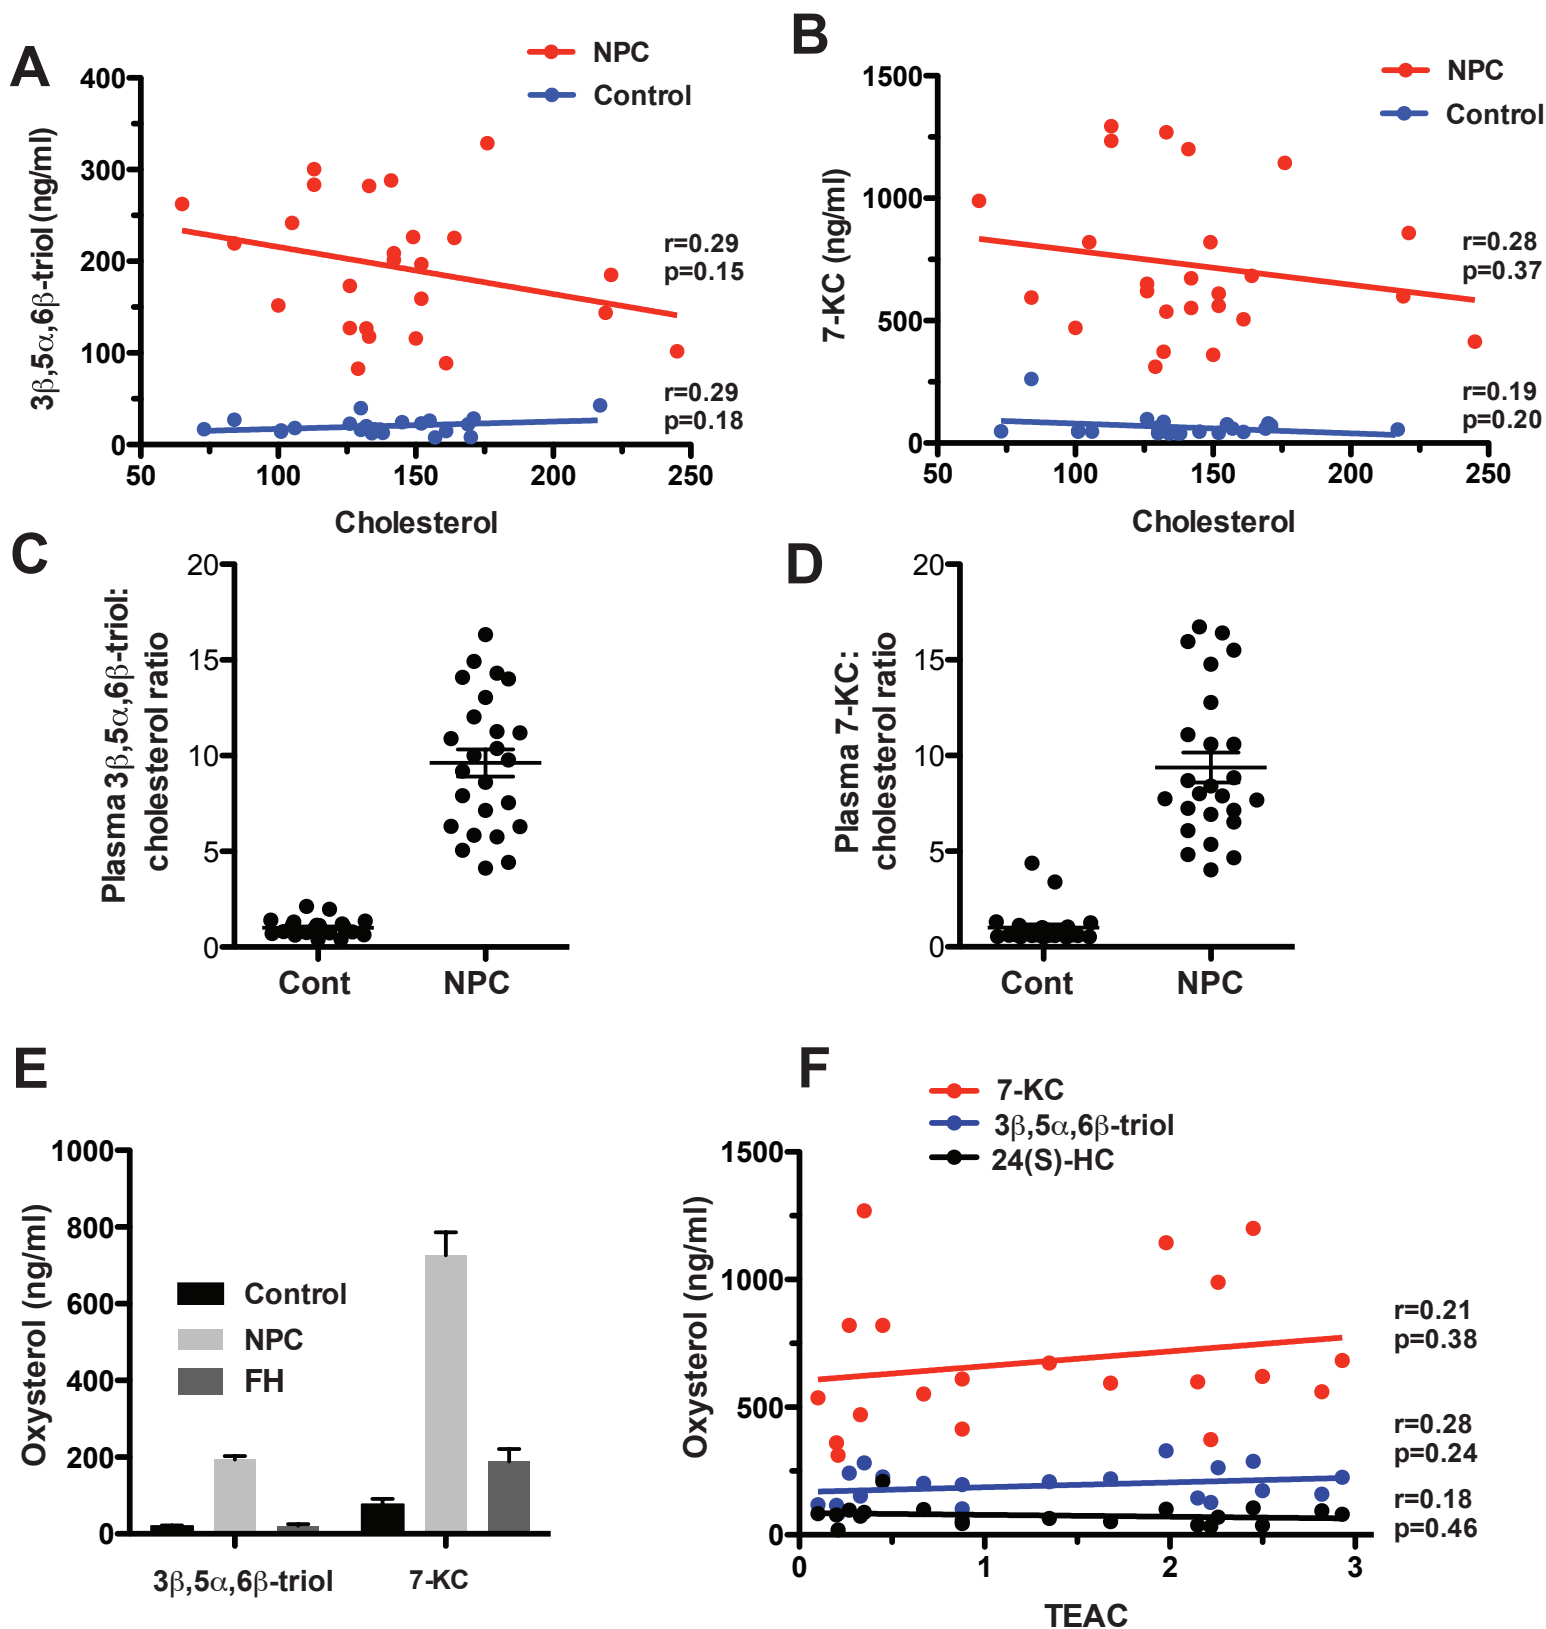 A
NPC
Control
3β,5α,6β-triol (ng/ml)
400
300
200
100
0
r=0.29
p=0.15
r=0.29
p=0.18
50
100
150
200
250
Cholesterol
B
NPC
Control
7-KC (ng/ml)
1500
1000
500
0
r=0.28
p=0.37
r=0.19
p=0.20
50
100
150
200
250
Cholesterol
C
Plasma 3β,5α,6β-triol:
cholesterol ratio
20
15
10
5
0
Cont
NPC
D
Plasma 7-KC:
cholesterol ratio
20
15
10
5
0
Cont
NPC
E
Oxysterol (ng/ml)
1000
800
600
400
200
0
Control
NPC
FH
3β,5α,6β-triol
7-KC
F
7-KC
3β,5α,6β-triol
24(S)-HC
Oxysterol (ng/ml)
1500
1000
500
0
r=0.21
p=0.38
r=0.28
p=0.24
r=0.18
p=0.46
0
1
2
3
TEAC